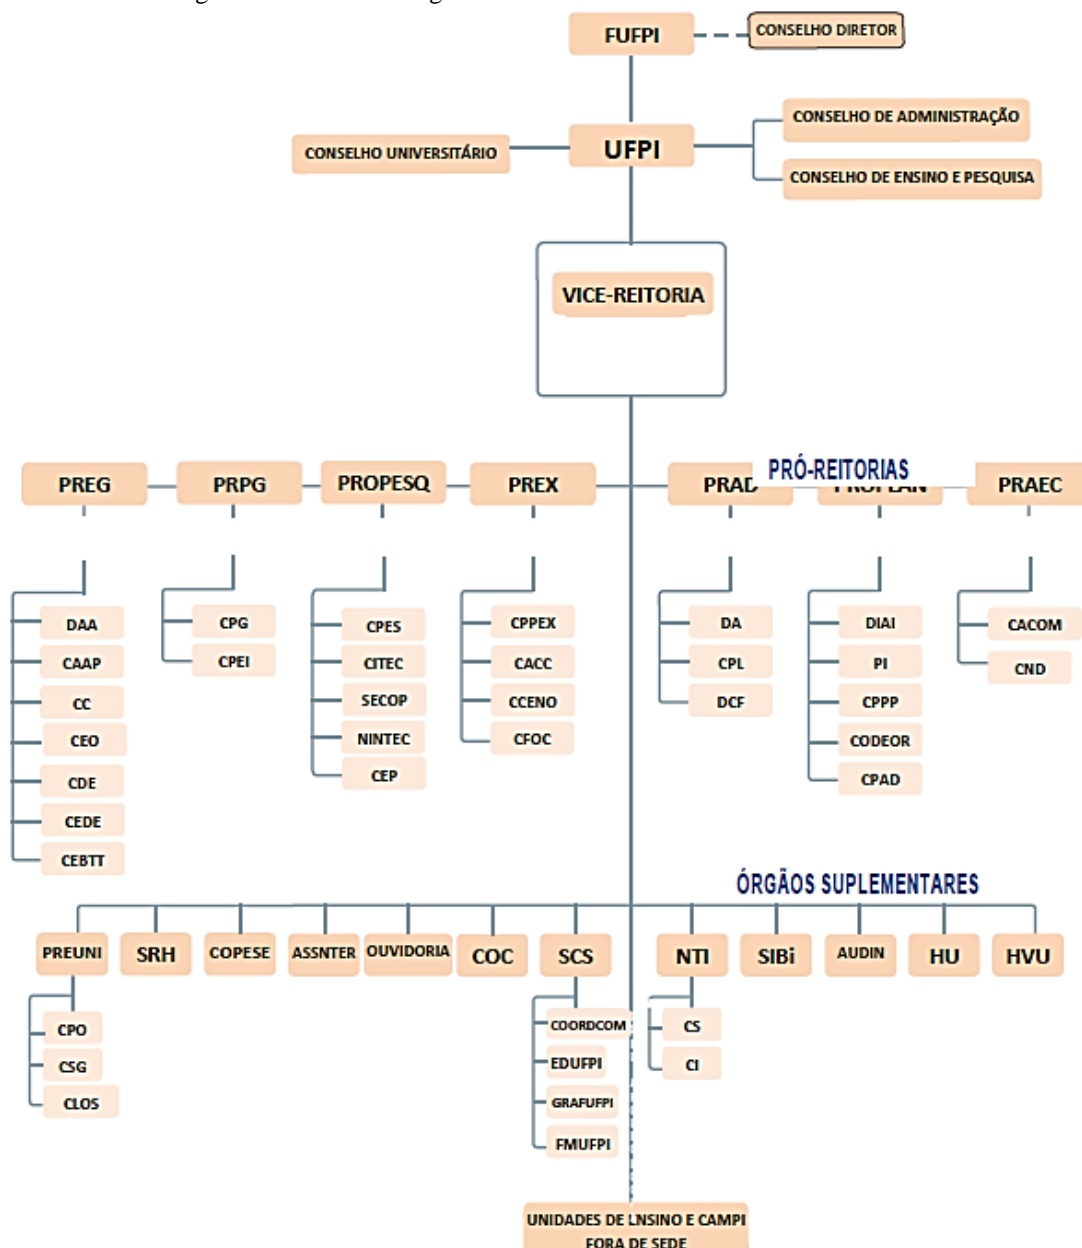 FUFPI
CONSELHO DIRETOR
CONSELHO DE ADMINISTRAÇÃO
UFPI
CONSELHO UNIVERSITÁRIO
CONSELHO DE ENSINO E PESQUISA
VICE-REITORIA
PRÓ-REITORIAS
PREG
PRPG
PROPESQ
PREX
PRAD
PRAEC
DAA
CAAP
CC
CEO
CDE
CEDE
CEBTT
CPG
CPEI
CPES
CITEC
SECOP
NINTEC
CEP
CPPEX
CACC
CCENO
CFOC
DA
CPL
DCF
DIAI
PI
CPPP
CODEOR
CPAD
CACOM
CND
ÓRGÃOS SUPLEMENTARES
PREUNI
SRH
COPESE
ASSNTER
OUVIDORIA
COC
SCS
NTI
SIBi
AUDIN
HU
HVU
CPO
CSG
CLOS
COORDCOM
EDUFPI
GRAFUFPI
FMUFPI
CS
CI
UNIDADES DE LNSINO E CAMPI
FORA DE SEDE